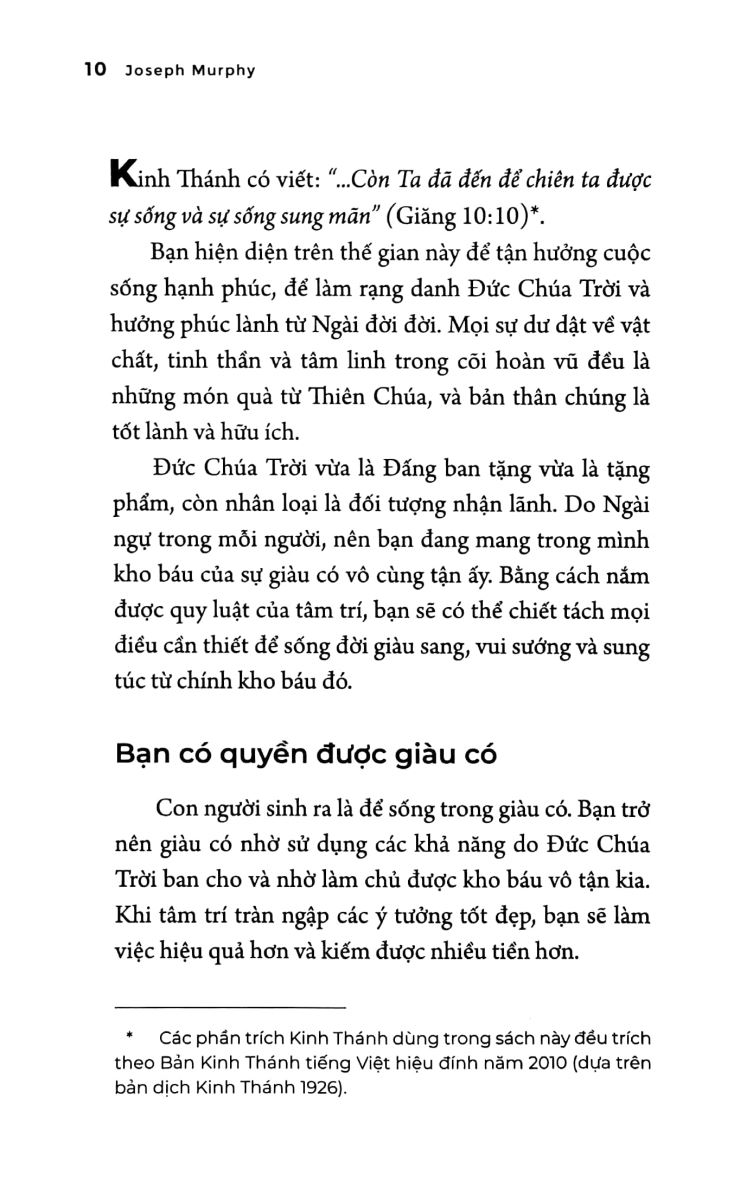 10 Joseph Murphy
Kinh Thánh có viết: “...Còn Ta đã đến để chiên ta được
sự sống và sự sống sung mãn” (Giăng 10:10)*.
Bạn hiện diện trên thế gian này để tận hưởng cuộc
sống hạnh phúc, để làm rạng danh Đức Chúa Trời và
hưởng phúc lành từ Ngài đời đời. Mọi sự dư dật về vật
chất, tinh thần và tâm linh trong cõi hoàn vũ đều là
những món quà từ Thiên Chúa, và bản thân chúng là
tốt lành và hữu ích.
Đức Chúa Trời vừa là Đấng ban tặng vừa là tặng
phẩm, còn nhân loại là đối tượng nhận lãnh. Do Ngài
ngự trong mỗi người, nên bạn đang mang trong mình
kho báu của sự giàu có vô cùng tận ấy. Bằng cách nắm
được quy luật của tâm trí, bạn sẽ có thể chiết tách mọi
điều cần thiết để sống đời giàu sang, vui sướng và sung
túc từ chính kho báu đó.
Bạn có quyền được giàu có
Con người sinh ra là để sống trong giàu có. Bạn trở
nên giàu có nhờ sử dụng các khả năng do Đức Chúa
Trời ban cho và nhờ làm chủ được kho báu vô tận kia.
Khi tâm trí tràn ngập các ý tưởng tốt đẹp, bạn sẽ làm
việc hiệu quả hơn và kiếm được nhiều tiền hơn.
* Các phần trích Kinh Thánh dùng trong sách này đều trích
theo Bản Kinh Thánh tiếng Việt hiệu đính năm 2010 (dựa trên
bản dịch Kinh Thánh 1926).